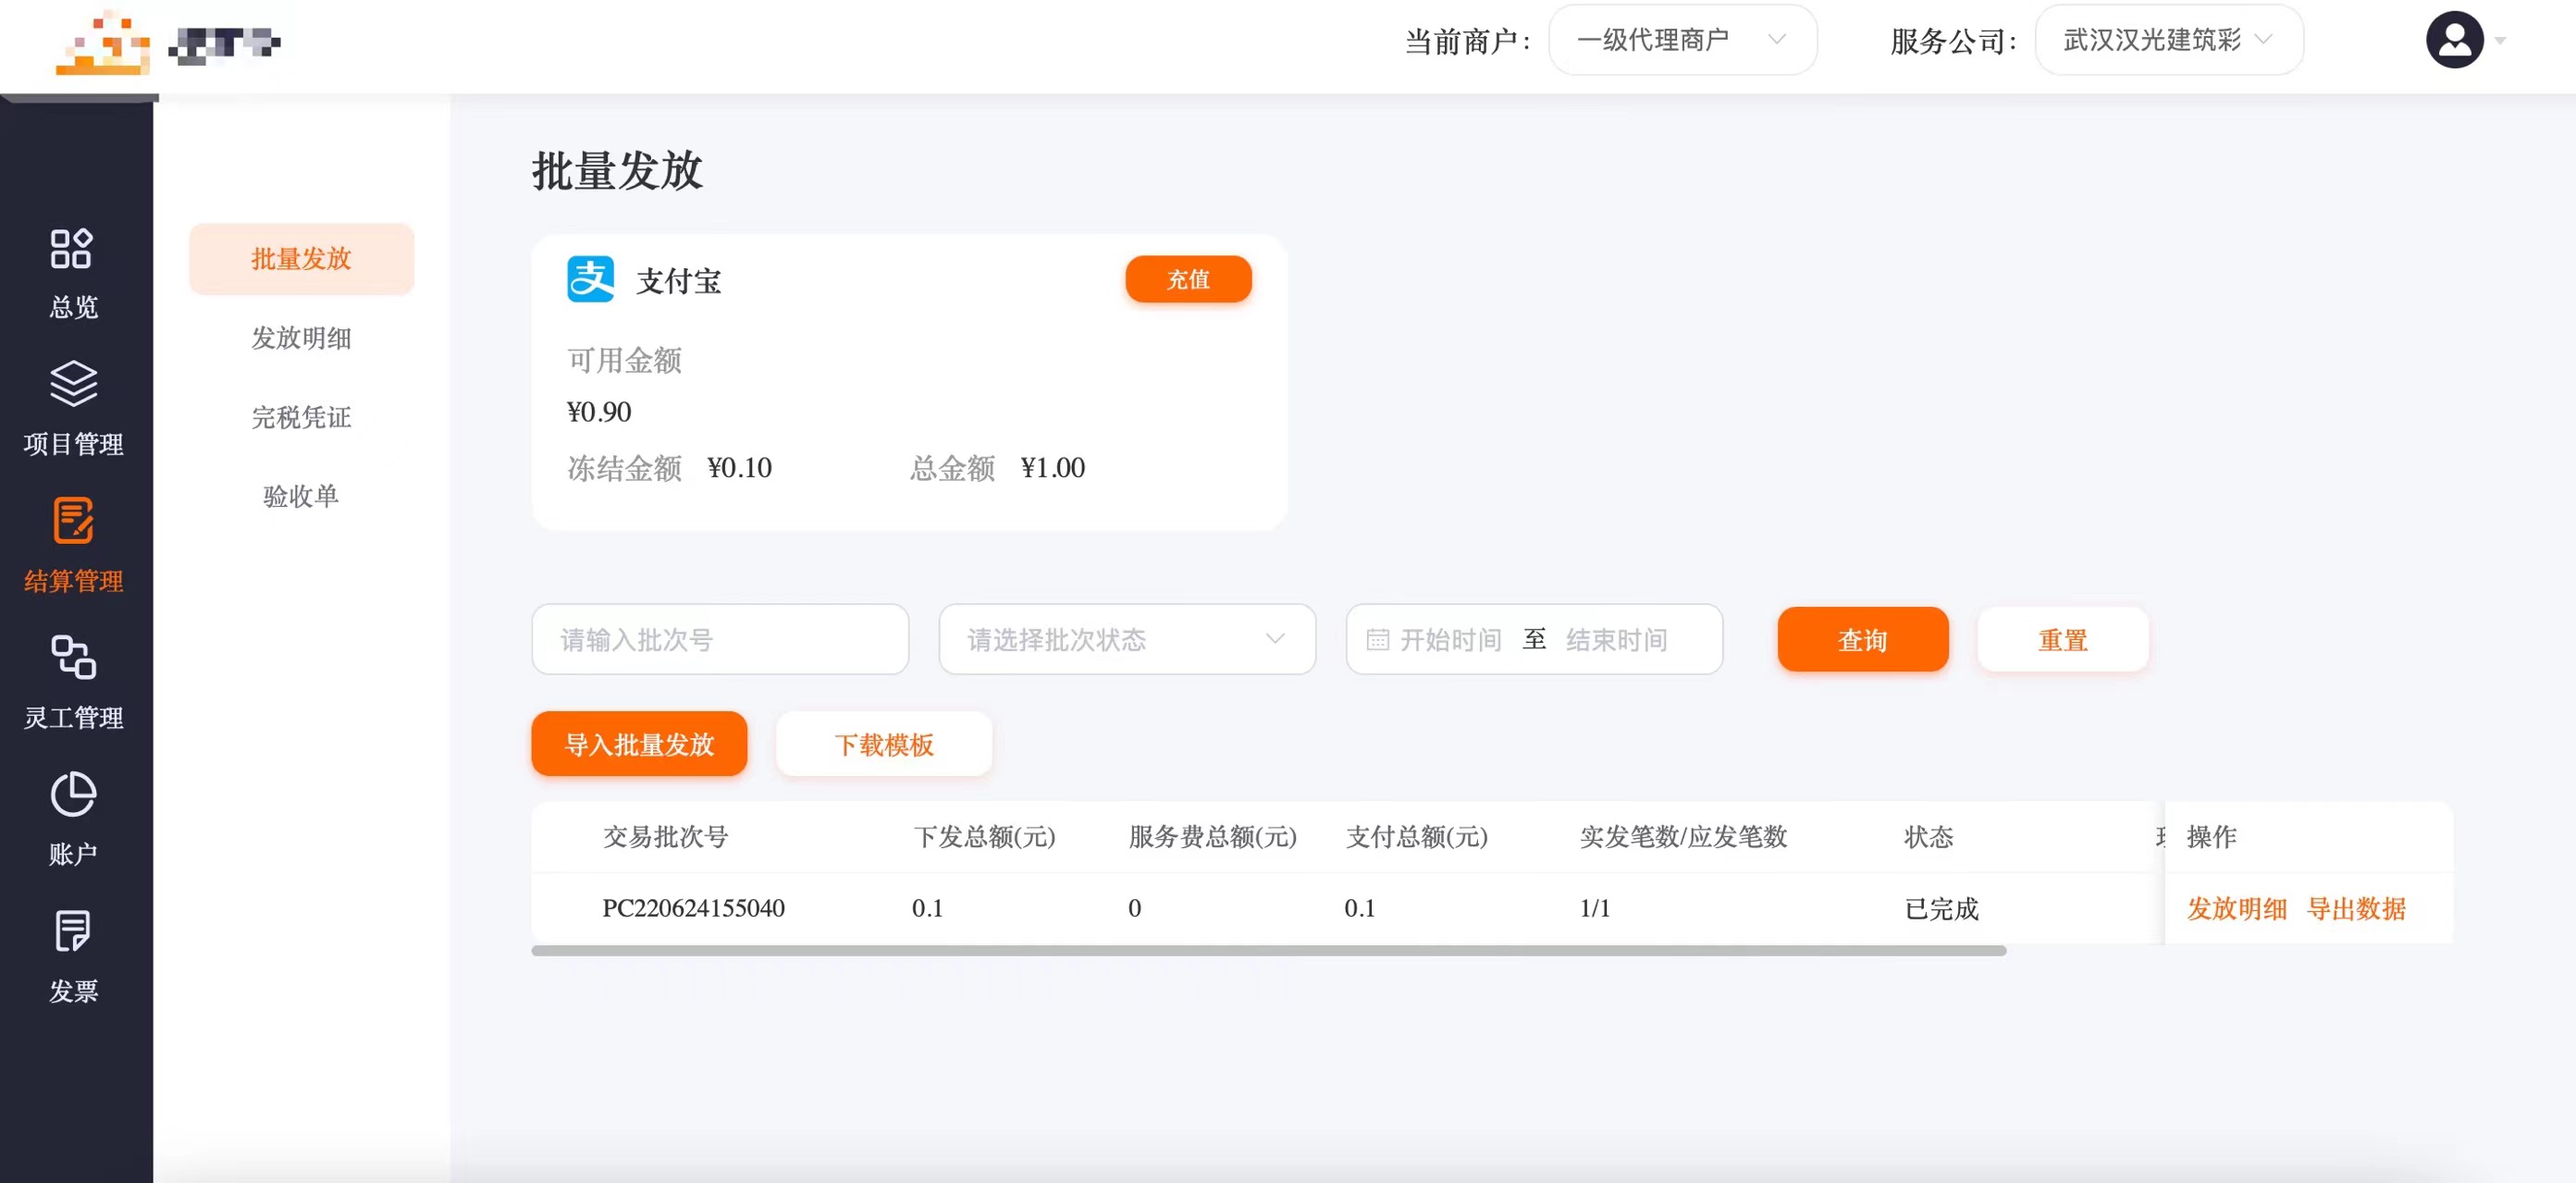 当前商户： 一级代理商户 服务公司： 武汉汉光建筑彩
总览
项目管理
结算管理
灵工管理
账户
发票
批量发放
发放明细
完税凭证
验收单
批量发放
支付宝 充值
可用金额
¥0.90
冻结金额 ¥0.10 总金额 ¥1.00
请输入批次号 请选择批次状态 开始时间 至 结束时间 查询 重置
导入批量发放 下载模板
交易批次号 下发总额(元) 服务费总额(元) 支付总额(元) 实发笔数/应发笔数 状态 操作
PC220624155040 0.1 0 0.1 1/1 已完成 发放明细 导出数据